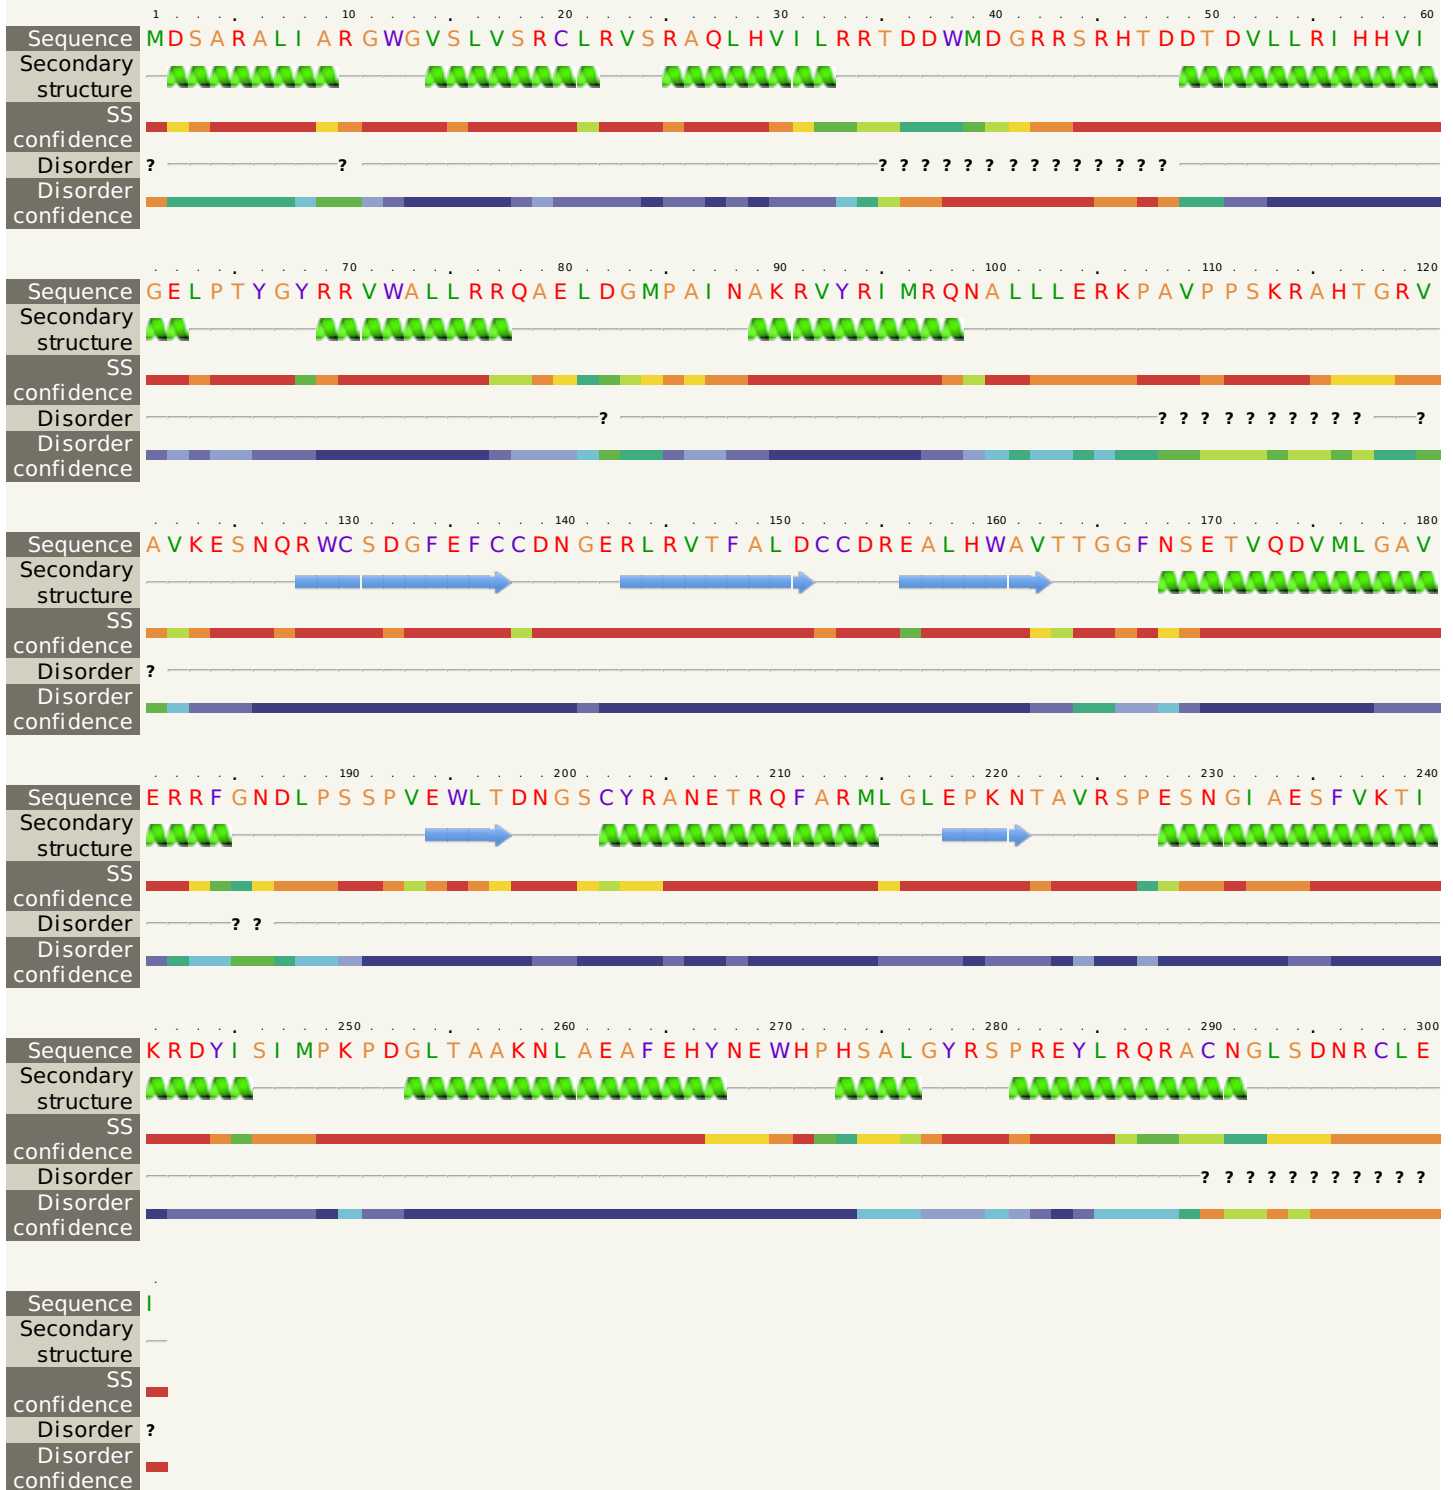 1 10 20 30 40 50 60
Sequence MDSARALIARGWGVSLVSRCLRVSRAQLHVILRRTDDWMDGRRSRHTDDTDVLLRIHHVI
Secondary
structure
SS
confidence
Disorder ? ? ? ? ? ? ? ? ? ? ? ? ? ? ? ?
Disorder
confidence
70 80 90 100 110 120
Sequence GELPTYGYRRVWALLRRQAELDGMPAINAKRVYRIMRQNALLLERKPAVPPSKRAHTGRV
Secondary
structure
SS
confidence
Disorder ? ? ? ? ? ? ? ? ? ? ? ?
Disorder
confidence
130 140 150 160 170 180
Sequence AVKESNQRWCSDGFEFCCDNGERLRVTFALDCCDREALHWAVTTGGFNSETVQDVMLGAV
Secondary
structure
SS
confidence
Disorder ?
Disorder
confidence
190 200 210 220 230 240
Sequence ERRFGNDLPSSPVEWLTDNGSCYRANETRQFARMLGLEPKNTAVRSPESNGIAESFVKTI
Secondary
structure
SS
confidence
Disorder ? ?
Disorder
confidence
250 260 270 280 290 300
Sequence KRDYISIMPKPDGLTAAKNLAEAFEHYNEWHPHSALGYRSPREYLRQRACNGLSDNRCLE
Secondary
structure
SS
confidence
Disorder ? ? ? ? ? ? ? ? ? ? ?
Disorder
confidence
Sequence I
Secondary
structure
SS
confidence
Disorder ?
Disorder
confidence